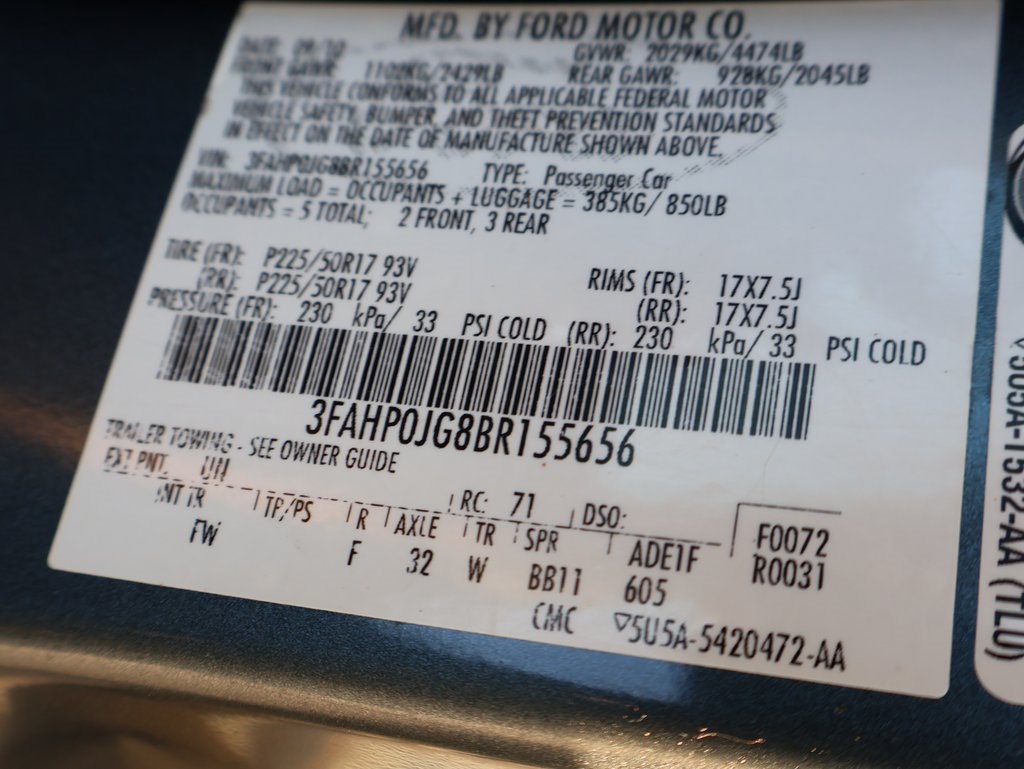 MFD. BY FORD MOTOR CO.
DATE: 09/10 GVWR: 2029KG/4474LB
FRONT GAWR: 1102KG/2429LB REAR GAWR: 928KG/2045LB
THIS VEHICLE CONFORMS TO ALL APPLICABLE FEDERAL MOTOR
VEHICLE SAFETY, BUMPER, AND THEFT PREVENTION STANDARDS
IN EFFECT ON THE DATE OF MANUFACTURE SHOWN ABOVE.
VIN: 3FAHP0JG8BR155656 TYPE: Passenger Car
MAXIMUM LOAD = OCCUPANTS + LUGGAGE = 385KG/ 850LB
OCCUPANTS = 5 TOTAL; 2 FRONT, 3 REAR
TIRE (FR): P225/50R17 93V RIMS (FR): 17X7.5J
(RR): P225/50R17 93V (RR): 17X7.5J
PRESSURE (FR): 230 kPa/ 33 PSI COLD (RR): 230 kPa/ 33 PSI COLD
3FAHP0JG8BR155656
TRAILER TOWING - SEE OWNER GUIDE
EXT PNT: UN RC: 71 DSO: F0072
INT TR TP/PS R AXLE TR SPR ADE1F R0031
FW F 32 W BB11 605
CMC ▽5U5A-5420472-AA
5U5A-1532-AA (TL0)